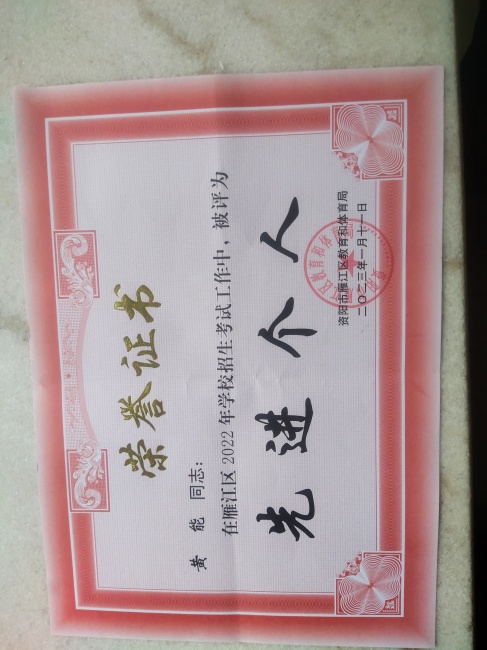 荣誉证书
黄 能 同志：
在雁江区2022年学校招生考试工作中，被评为
先进个人
资阳市雁江区教育和体育局
二〇二三年一月十一日